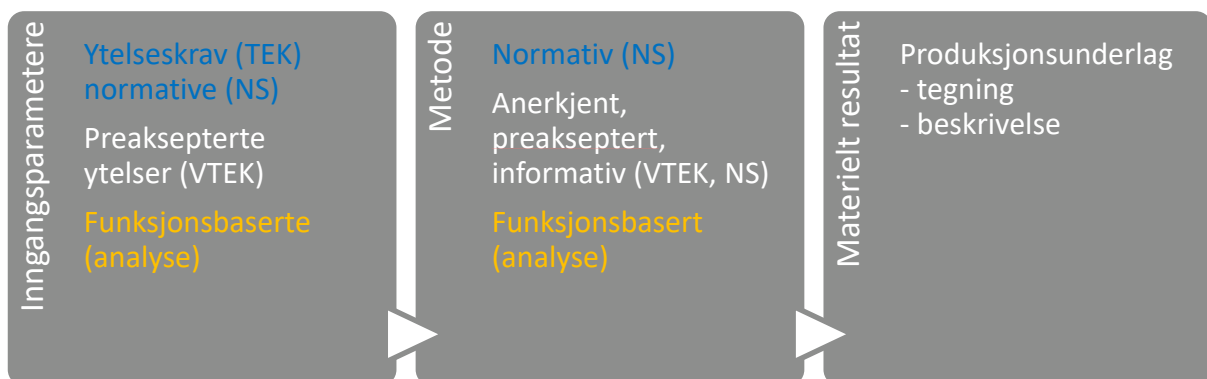 Inngangsparametere
Ytelseskrav (TEK)
normative (NS)
Preaksepterte
ytelser (VTEK)
Funksjonsbaserte
(analyse)
Metode
Normativ (NS)
Anerkjent,
preakseptert,
informativ (VTEK, NS)
Funksjonsbasert
(analyse)
Materielt resultat
Produksjonsunderlag
- tegning
- beskrivelse